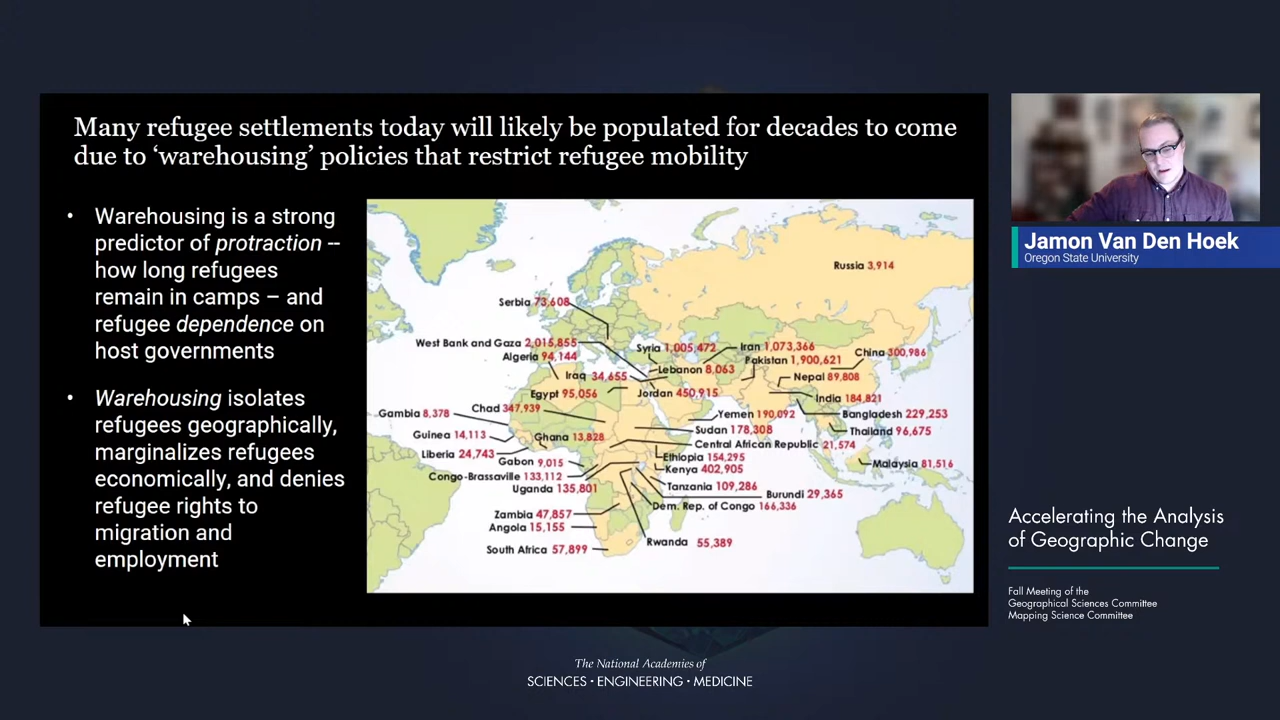 Many refugee settlements today will likely be populated for decades to come
due to ‘warehousing’ policies that restrict refugee mobility
• Warehousing is a strong
predictor of protraction --
how long refugees
remain in camps – and
refugee dependence on
host governments
• Warehousing isolates
refugees geographically,
marginalizes refugees
economically, and denies
refugee rights to
migration and
employment
Russia 3,914
Serbia 73,608
West Bank and Gaza 2,015,855
Syria 1,005,472
Iran 1,073,366
China 300,986
Algeria 94,144
Pakistan 1,900,621
Iraq 34,655
Lebanon 8,063
Nepal 89,808
Egypt 95,056
Jordan 450,915
India 184,821
Chad 347,939
Gambia 8,378
Yemen 190,092
Bangladesh 229,253
Sudan 178,308
Thailand 96,675
Guinea 14,113
Ghana 13,828
Central African Republic 21,574
Liberia 24,743
Ethiopia 154,295
Gabon 9,015
Kenya 402,905
Malaysia 81,516
Congo-Brassaville 133,112
Uganda 135,801
Tanzania 109,286
Burundi 29,365
Dem. Rep. of Congo 166,336
Zambia 47,857
Angola 15,155
Rwanda 55,389
South Africa 57,899
Jamon Van Den Hoek
Oregon State University
Accelerating the Analysis
of Geographic Change
Fall Meeting of the
Geographical Sciences Committee
Mapping Science Committee
The National Academies of
SCIENCES · ENGINEERING · MEDICINE